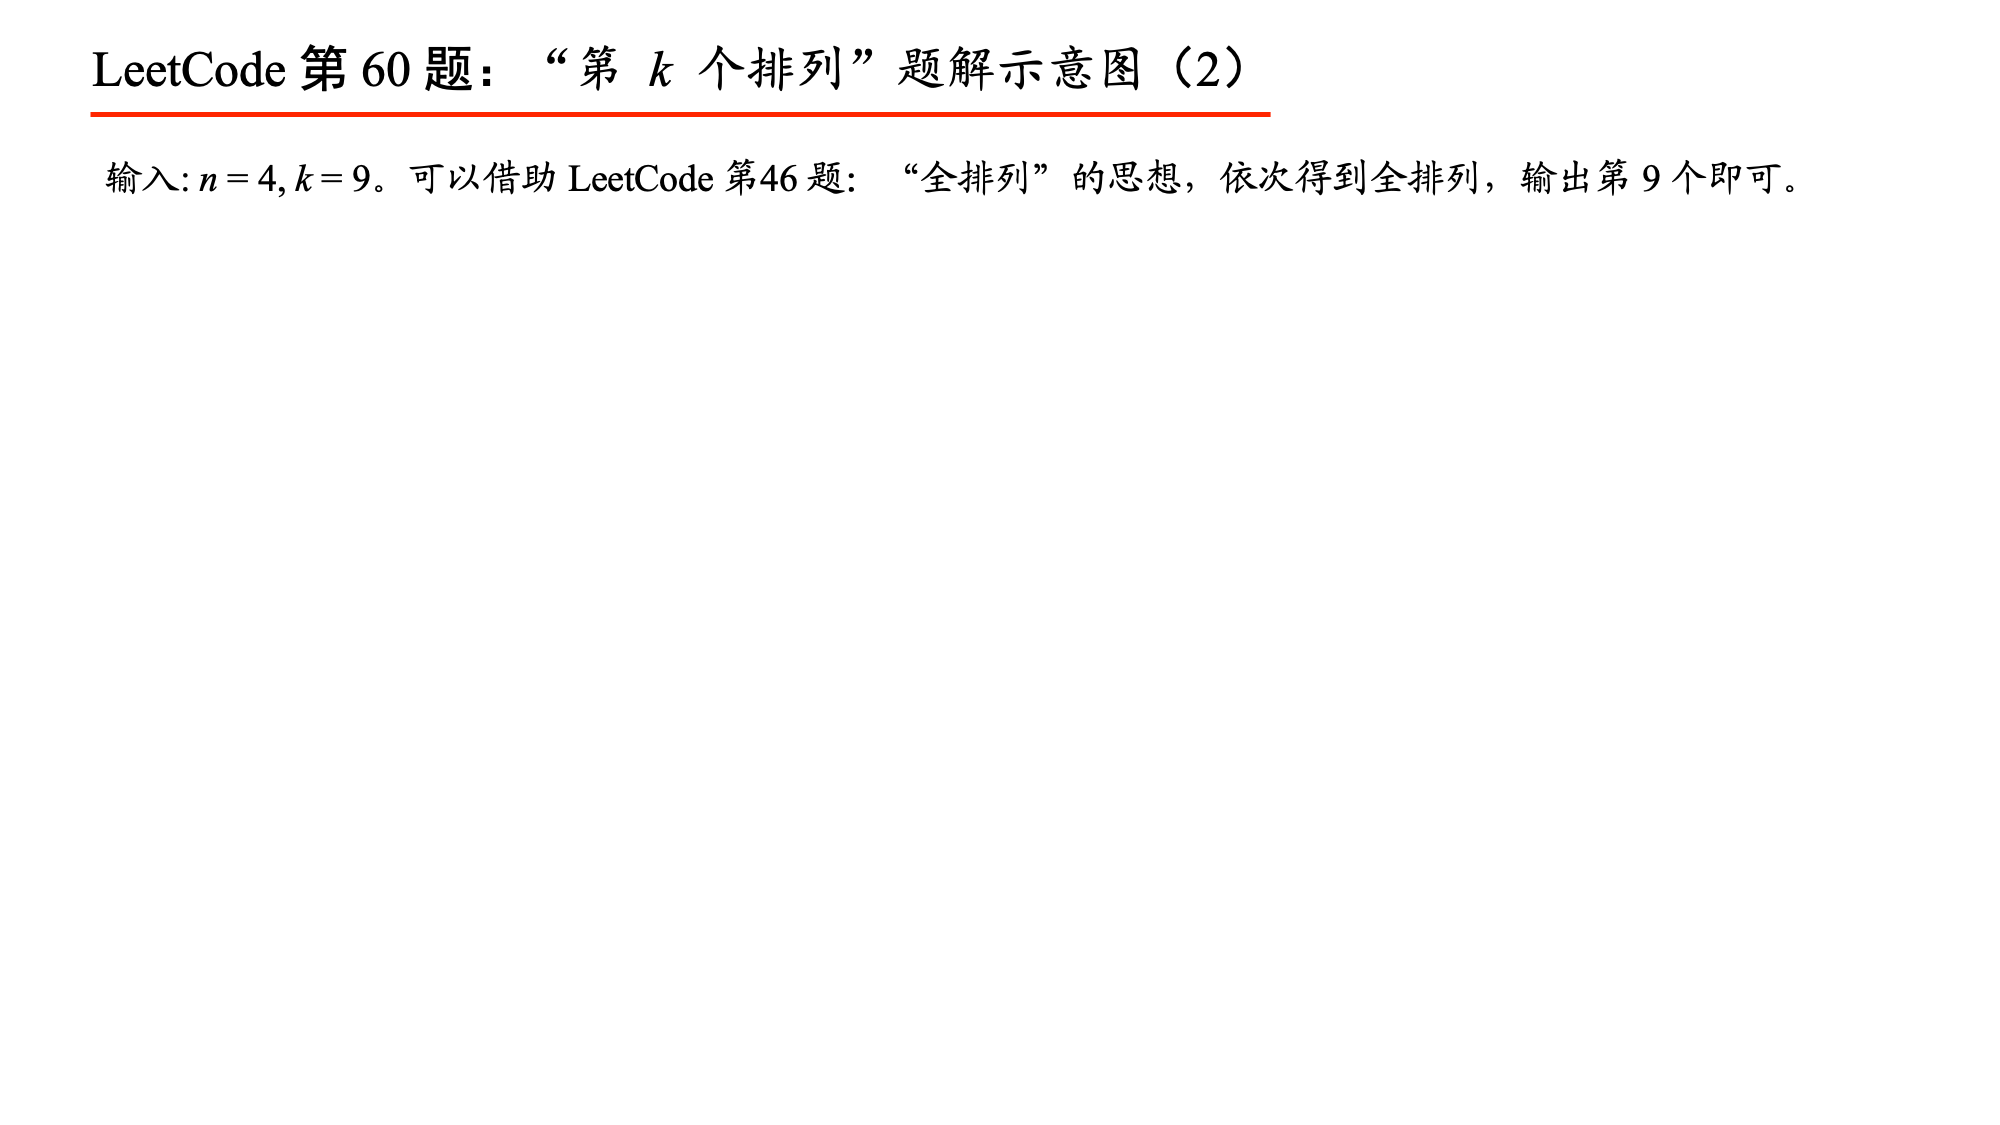 LeetCode 第 60 题：“第 k 个排列”题解示意图（2）
输入: n = 4, k = 9。可以借助 LeetCode 第46 题：“全排列”的思想，依次得到全排列，输出第 9 个即可。